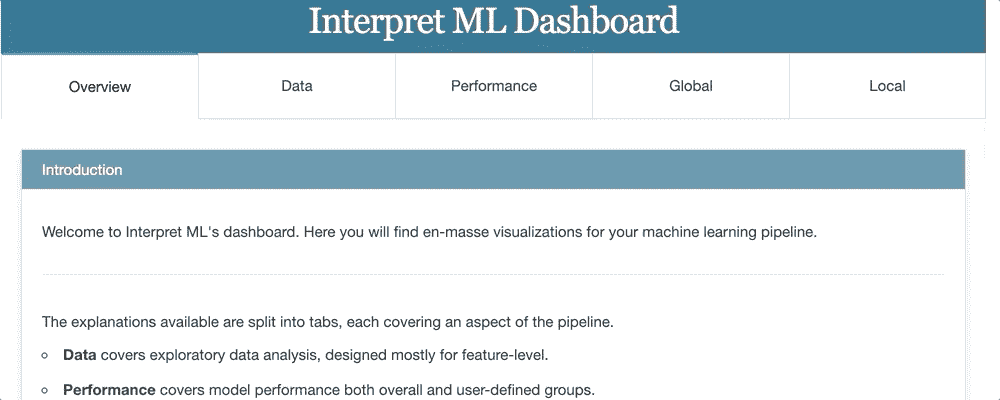 Interpret ML Dashboard
Overview Data Performance Global Local
Introduction
Welcome to Interpret ML's dashboard. Here you will find en-masse visualizations for your machine learning pipeline.
The explanations available are split into tabs, each covering an aspect of the pipeline.
Data covers exploratory data analysis, designed mostly for feature-level.
Performance covers model performance both overall and user-defined groups.